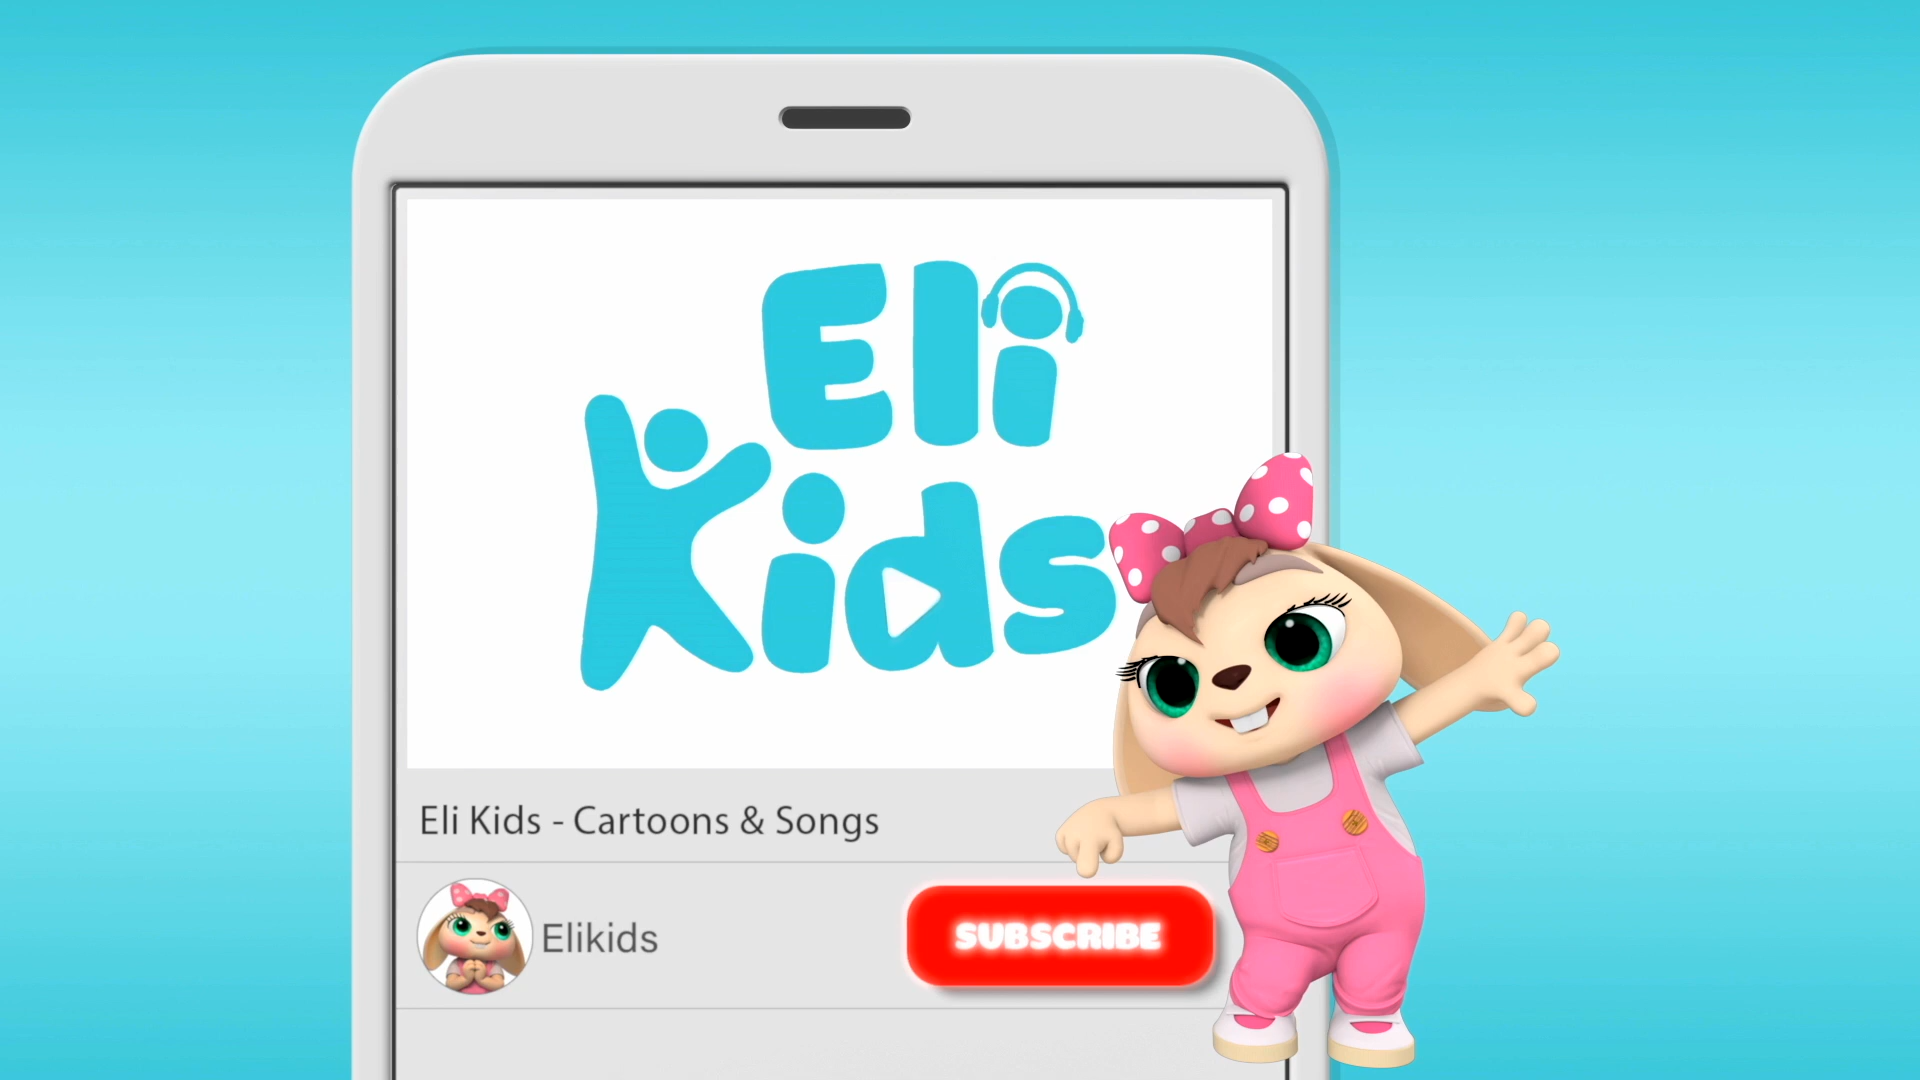 Eli
Kids
Eli Kids - Cartoons & Songs
Elikids
SUBSCRIBE